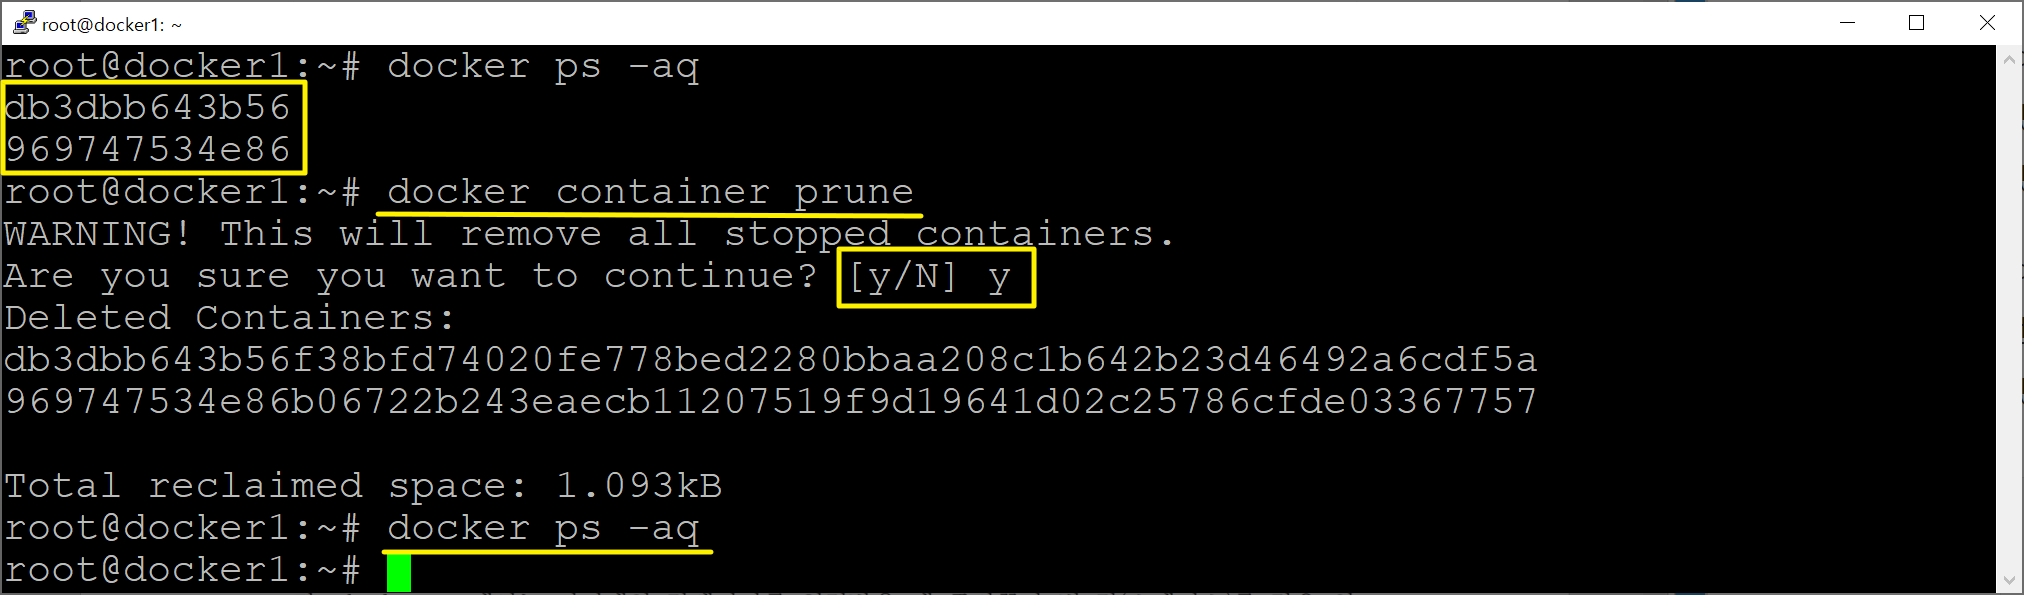 root@docker1: ~
root@docker1:~# docker ps -aq
db3dbb643b56
969747534e86
root@docker1:~# docker container prune
WARNING! This will remove all stopped containers.
Are you sure you want to continue? [y/N] y
Deleted Containers:
db3dbb643b56f38bfd74020fe778bed2280bbaa208c1b642b23d46492a6cdf5a
969747534e86b06722b243eaecb11207519f9d19641d02c25786cfde03367757
Total reclaimed space: 1.093kB
root@docker1:~# docker ps -aq
root@docker1:~#